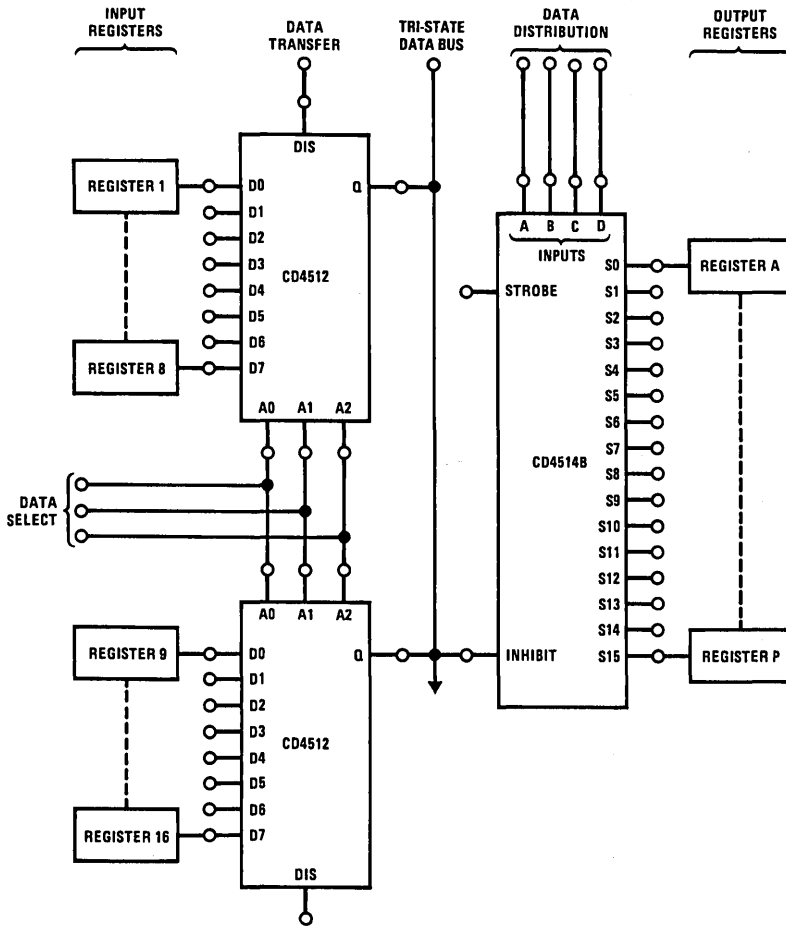 INPUT
REGISTERS
DATA
TRANSFER
TRI-STATE
DATA BUS
DATA
DISTRIBUTION
OUTPUT
REGISTERS
DIS
REGISTER 1
D0
Q
D1
D2
D3
CD4512
D4
D5
D6
REGISTER 8
D7
A0 A1 A2
DATA
SELECT
A0 A1 A2
REGISTER 9
D0
Q
D1
D2
D3
CD4512
D4
D5
D6
REGISTER 16
D7
DIS
A B C D
INPUTS
STROBE
CD4514B
INHIBIT
S0
S1
S2
S3
S4
S5
S6
S7
S8
S9
S10
S11
S12
S13
S14
S15
REGISTER A
REGISTER P